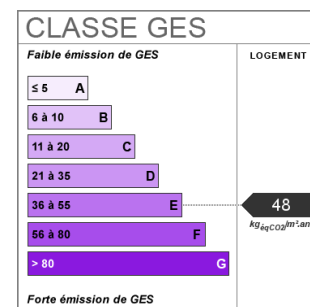 CLASSE GES
Faible émission de GES
LOGEMENT
≤ 5 A
6 à 10 B
11 à 20 C
21 à 35 D
36 à 55 E
48
kgéqCO2/m².an
56 à 80 F
> 80 G
Forte émission de GES